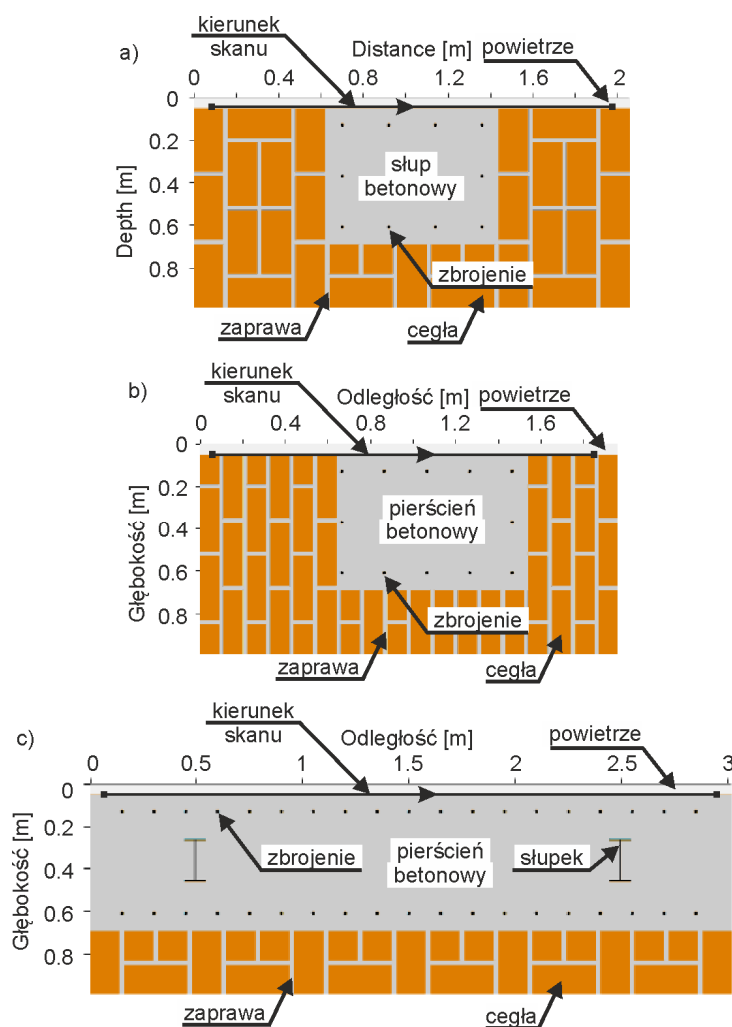 kierunek
skanu
Distance [m]
powietrze
a)
0 0.4 0.8 1.2 1.6 2
0
0.2
0.4
0.6
0.8
Depth [m]
słup
betonowy
zbrojenie
zaprawa
cegła
kierunek
skanu
Odległość [m]
powietrze
b)
0 0.4 0.8 1.2 1.6
0
0.2
0.4
0.6
0.8
Głębokość [m]
pierścień
betonowy
zbrojenie
zaprawa
cegła
kierunek
skanu
Odległość [m]
powietrze
c)
0 0.5 1 1.5 2 2.5 3
0
0.2
0.4
0.6
0.8
Głębokość [m]
zbrojenie
pierścień
betonowy
słupek
zaprawa
cegła